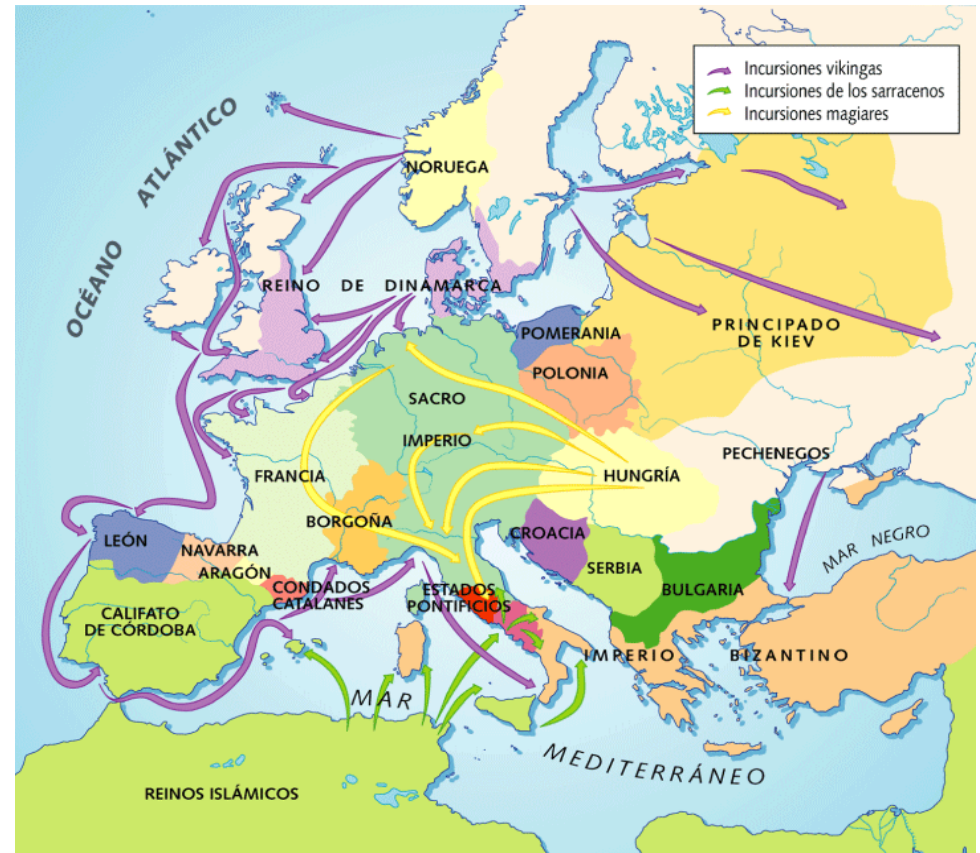 Incursiones vikingas
Incursiones de los sarracenos
Incursiones magiares
OCÉANO ATLÁNTICO
NORUEGA
REINO DE DINAMARCA
PRINCIPADO
DE KIEV
POMERANIA
POLONIA
SACRO
IMPERIO
PECHENEGOS
FRANCIA
HUNGRÍA
BORGOÑA
CROACIA
MAR NEGRO
LEÓN
NAVARRA
ARAGÓN
SERBIA
BULGARIA
CONDADOS
CATALANES
ESTADOS
PONTIFICIOS
CALIFATO
DE CÓRDOBA
IMPERIO BIZANTINO
MAR
MEDITERRÁNEO
REINOS ISLÁMICOS